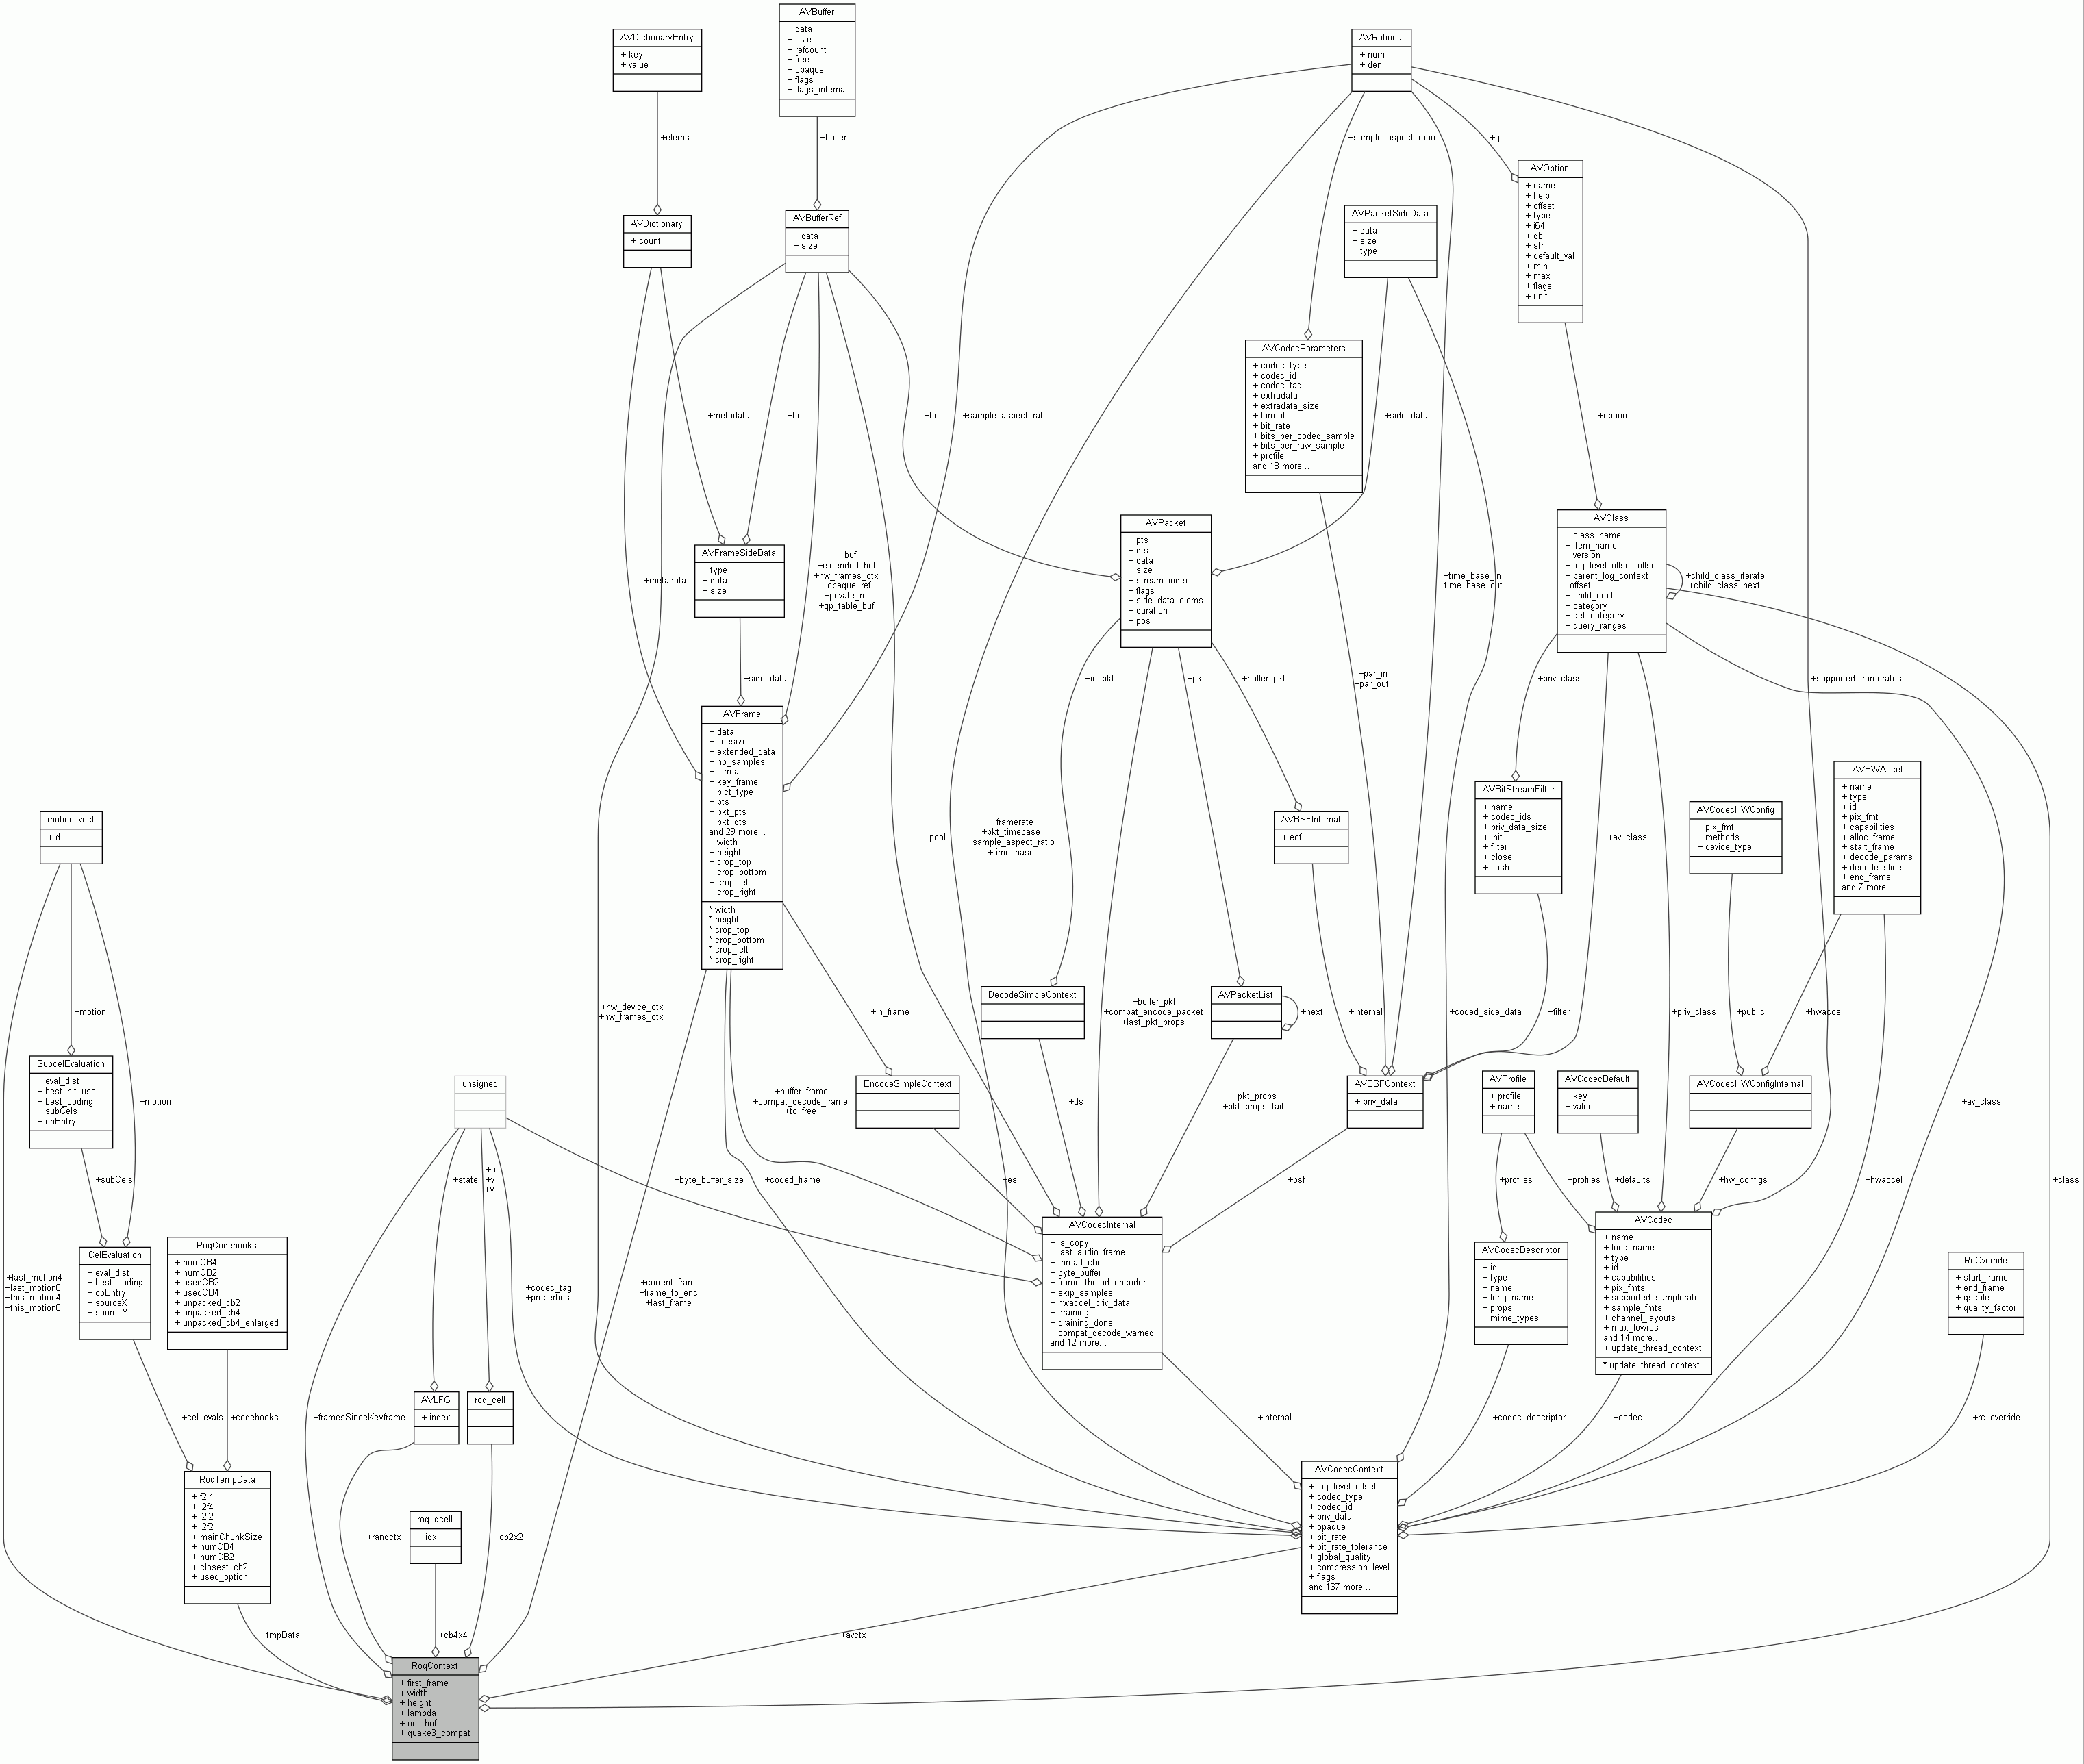 AVBuffer
+ data
+ size
+ refcount
+ free
+ opaque
+ flags
+ flags_internal
AVDictionaryEntry
+ key
+ value
AVRational
+ num
+ den
+elems
+buffer
+sample_aspect_ratio
+q
AVOption
+ name
+ help
+ offset
+ type
+ i64
+ dbl
+ str
+ default_val
+ min
+ max
+ flags
+ unit
AVDictionary
+ count
AVBufferRef
+ data
+ size
AVPacketSideData
+ data
+ size
+ type
AVCodecParameters
+ codec_type
+ codec_id
+ codec_tag
+ extradata
+ extradata_size
+ format
+ bit_rate
+ bits_per_coded_sample
+ bits_per_raw_sample
+ profile
and 18 more...
+metadata
+buf
+buf
+sample_aspect_ratio
+side_data
+option
AVClass
+ class_name
+ item_name
+ version
+ log_level_offset_offset
+ parent_log_context
_offset
+ child_next
+ category
+ get_category
+ query_ranges
+child_class_iterate
+child_class_next
AVPacket
+ pts
+ dts
+ data
+ size
+ stream_index
+ flags
+ side_data_elems
+ duration
+ pos
AVFrameSideData
+ type
+ data
+ size
+metadata
+buf
+extended_buf
+hw_frames_ctx
+opaque_ref
+private_ref
+qp_table_buf
+time_base_in
+time_base_out
+side_data
+in_pkt
+pkt
+buffer_pkt
+par_in
+par_out
+priv_class
+supported_framerates
AVFrame
+ data
+ linesize
+ extended_data
+ nb_samples
+ format
+ key_frame
+ pict_type
+ pts
+ pkt_pts
+ pkt_dts
and 29 more...
+ width
+ height
+ crop_top
+ crop_bottom
+ crop_left
+ crop_right
* width
* height
* crop_top
* crop_bottom
* crop_left
* crop_right
motion_vect
+ d
+pool
+framerate
+pkt_timebase
+sample_aspect_ratio
+time_base
AVBSFInternal
+ eof
AVBitStreamFilter
+ name
+ codec_ids
+ priv_data_size
+ init
+ filter
+ close
+ flush
+av_class
AVCodecHWConfig
+ pix_fmt
+ methods
+ device_type
AVHWAccel
+ name
+ type
+ id
+ pix_fmt
+ capabilities
+ alloc_frame
+ start_frame
+ decode_params
+ decode_slice
+ end_frame
and 7 more...
+motion
+hw_device_ctx
+hw_frames_ctx
+in_frame
DecodeSimpleContext
+buffer_pkt
+compat_encode_packet
+last_pkt_props
AVPacketList
+next
+internal
+coded_side_data
+filter
+priv_class
+public
+hwaccel
SubcelEvaluation
+ eval_dist
+ best_bit_use
+ best_coding
+ subCels
+ cbEntry
+motion
unsigned
+buffer_frame
+compat_decode_frame
+to_free
EncodeSimpleContext
+ds
+pkt_props
+pkt_props_tail
AVBSFContext
+ priv_data
AVProfile
+ profile
+ name
AVCodecDefault
+ key
+ value
AVCodecHWConfigInternal
+av_class
+subCels
+state
+u
+v
+y
+byte_buffer_size
+coded_frame
+es
+bsf
+profiles
+profiles
+defaults
+hw_configs
+hwaccel
+class
CelEvaluation
+ eval_dist
+ best_coding
+ cbEntry
+ sourceX
+ sourceY
RoqCodebooks
+ numCB4
+ numCB2
+ usedCB2
+ usedCB4
+ unpacked_cb2
+ unpacked_cb4
+ unpacked_cb4_enlarged
+last_motion4
+last_motion8
+this_motion4
+this_motion8
+codec_tag
+properties
+current_frame
+frame_to_enc
+last_frame
AVCodecInternal
+ is_copy
+ last_audio_frame
+ thread_ctx
+ byte_buffer
+ frame_thread_encoder
+ skip_samples
+ hwaccel_priv_data
+ draining
+ draining_done
+ compat_decode_warned
and 12 more...
AVCodecDescriptor
+ id
+ type
+ name
+ long_name
+ props
+ mime_types
AVCodec
+ name
+ long_name
+ type
+ id
+ capabilities
+ pix_fmts
+ supported_samplerates
+ sample_fmts
+ channel_layouts
+ max_lowres
and 14 more...
+ update_thread_context
* update_thread_context
RcOverride
+ start_frame
+ end_frame
+ qscale
+ quality_factor
+cel_evals
+codebooks
+framesSinceKeyframe
AVLFG
+ index
roq_cell
+internal
+codec_descriptor
+codec
+rc_override
RoqTempData
+ f2i4
+ i2f4
+ f2i2
+ i2f2
+ mainChunkSize
+ numCB4
+ numCB2
+ closest_cb2
+ used_option
+randctx
roq_qcell
+ idx
+cb2x2
AVCodecContext
+ log_level_offset
+ codec_type
+ codec_id
+ priv_data
+ opaque
+ bit_rate
+ bit_rate_tolerance
+ global_quality
+ compression_level
+ flags
and 167 more...
+tmpData
+cb4x4
+avctx
RoqContext
+ first_frame
+ width
+ height
+ lambda
+ out_buf
+ quake3_compat